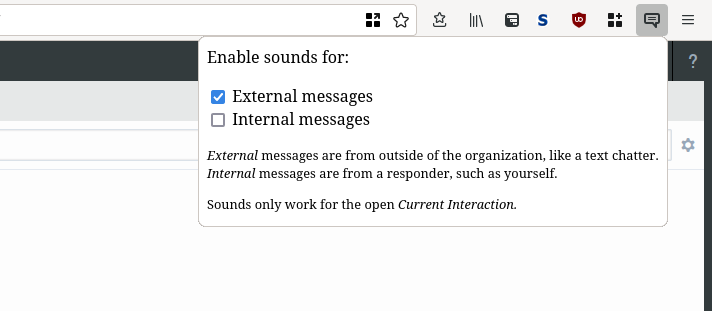 Enable sounds for:
External messages
Internal messages
External messages are from outside of the organization, like a text chatter.
Internal messages are from a responder, such as yourself.
Sounds only work for the open Current Interaction.
S
UD
?